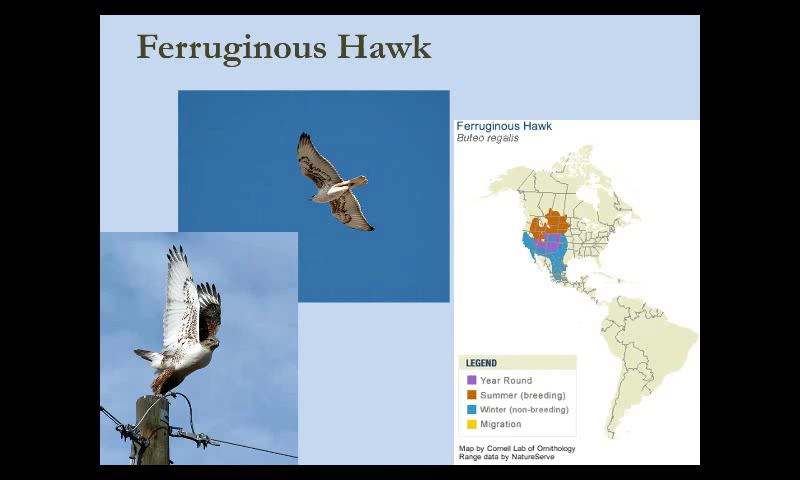 Ferruginous Hawk
Ferruginous Hawk
Buteo regalis
LEGEND
Year Round
Summer (breeding)
Winter (non-breeding)
Migration
Map by Cornell Lab of Ornithology
Range data by NatureServe